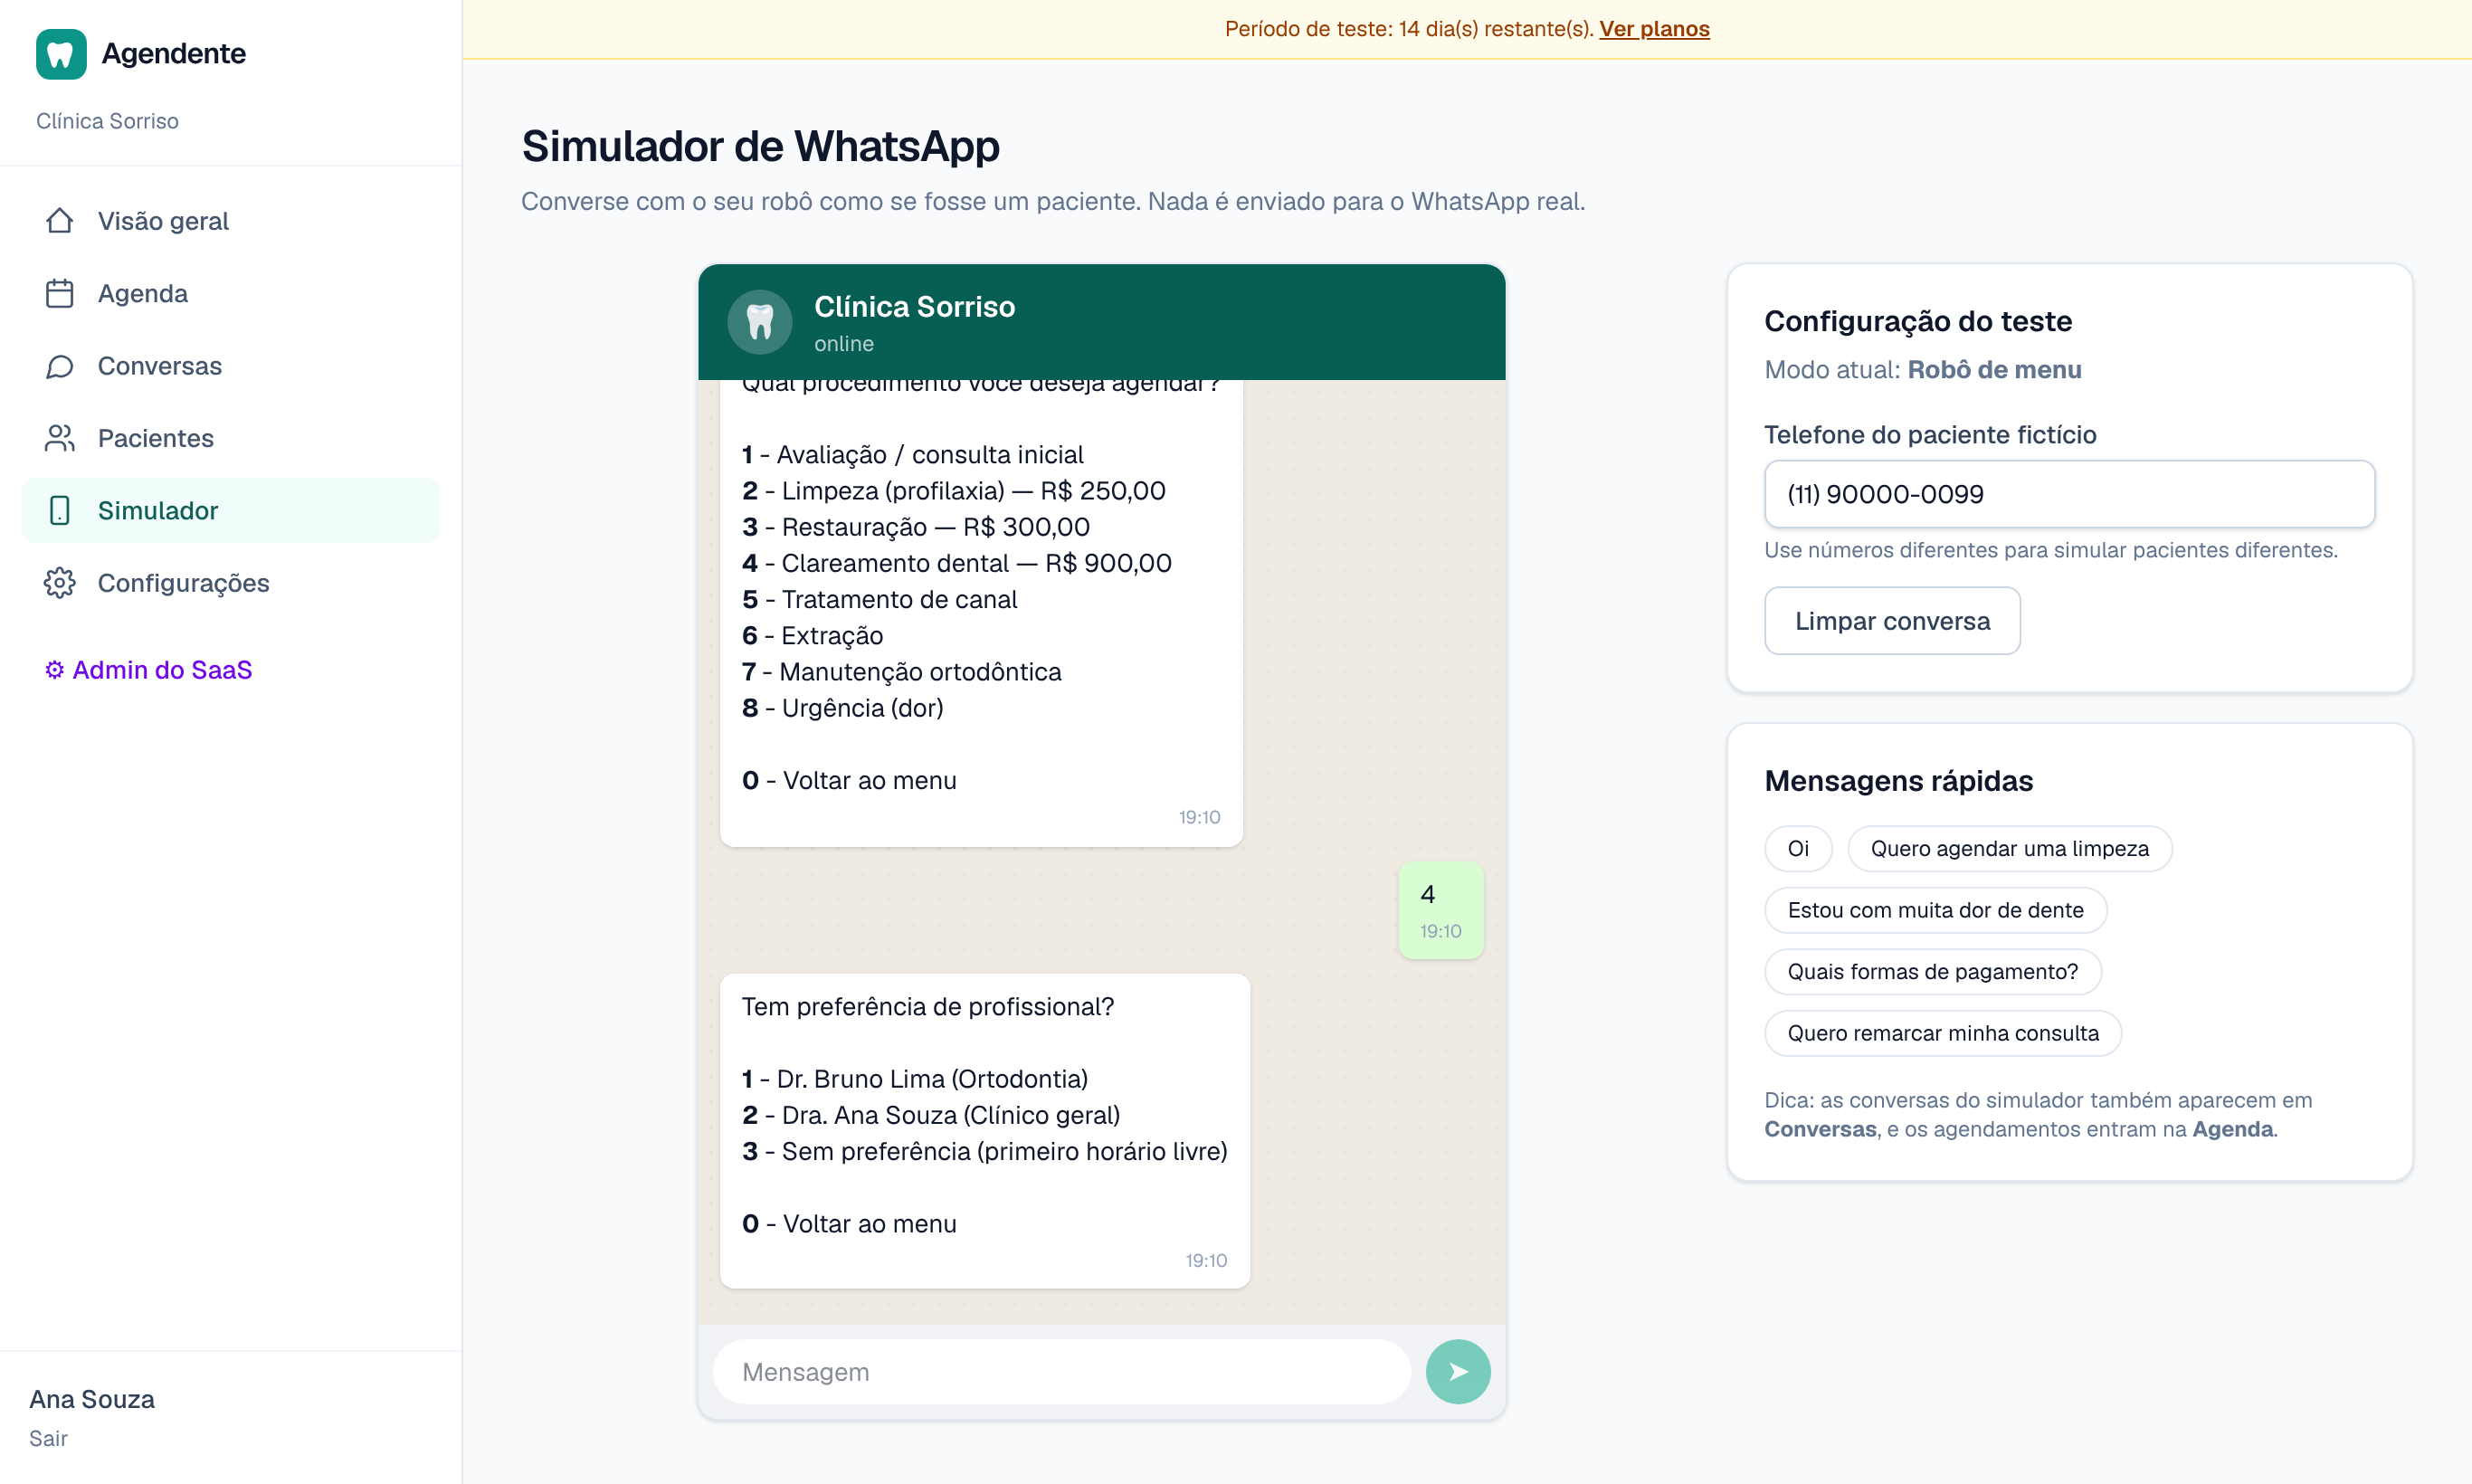 Agendente
Clínica Sorriso
Visão geral
Agenda
Conversas
Pacientes
Simulador
Configurações
Admin do SaaS
Ana Souza
Sair
Período de teste: 14 dia(s) restante(s). Ver planos
Simulador de WhatsApp
Converse com o seu robô como se fosse um paciente. Nada é enviado para o WhatsApp real.
Clínica Sorriso
online
Qual procedimento você deseja agendar?
1 - Avaliação / consulta inicial
2 - Limpeza (profilaxia) — R$ 250,00
3 - Restauração — R$ 300,00
4 - Clareamento dental — R$ 900,00
5 - Tratamento de canal
6 - Extração
7 - Manutenção ortodôntica
8 - Urgência (dor)
0 - Voltar ao menu
19:10
4
19:10
Tem preferência de profissional?
1 - Dr. Bruno Lima (Ortodontia)
2 - Dra. Ana Souza (Clínico geral)
3 - Sem preferência (primeiro horário livre)
0 - Voltar ao menu
19:10
Mensagem
Configuração do teste
Modo atual: Robô de menu
Telefone do paciente fictício
(11) 90000-0099
Use números diferentes para simular pacientes diferentes.
Limpar conversa
Mensagens rápidas
Oi
Quero agendar uma limpeza
Estou com muita dor de dente
Quais formas de pagamento?
Quero remarcar minha consulta
Dica: as conversas do simulador também aparecem em
Conversas, e os agendamentos entram na Agenda.